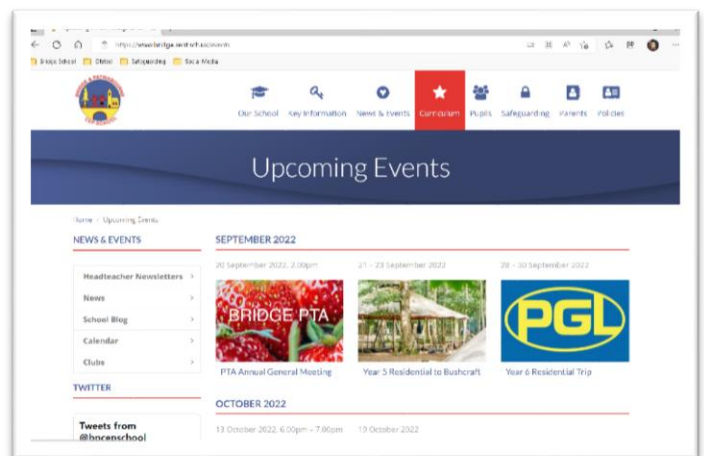 Bridge School Ofsted Safeguarding Social Media
Our School Key Information News & Events Curriculum Pupils Safeguarding Parents Policies
Upcoming Events
Home / Upcoming Events
NEWS & EVENTS
Headteacher Newsletters
News
School Blog
Calendar
Clubs
TWITTER
Tweets from
@bpcepschool
SEPTEMBER 2022
20 September 2022, 2.00pm
BRIDGE PTA
PTA Annual General Meeting
21 – 23 September 2022
Year 5 Residential to Bushcraft
28 – 30 September 2022
PGL
Year 6 Residential Trip
OCTOBER 2022
13 October 2022, 6.00pm – 7.00pm
19 October 2022